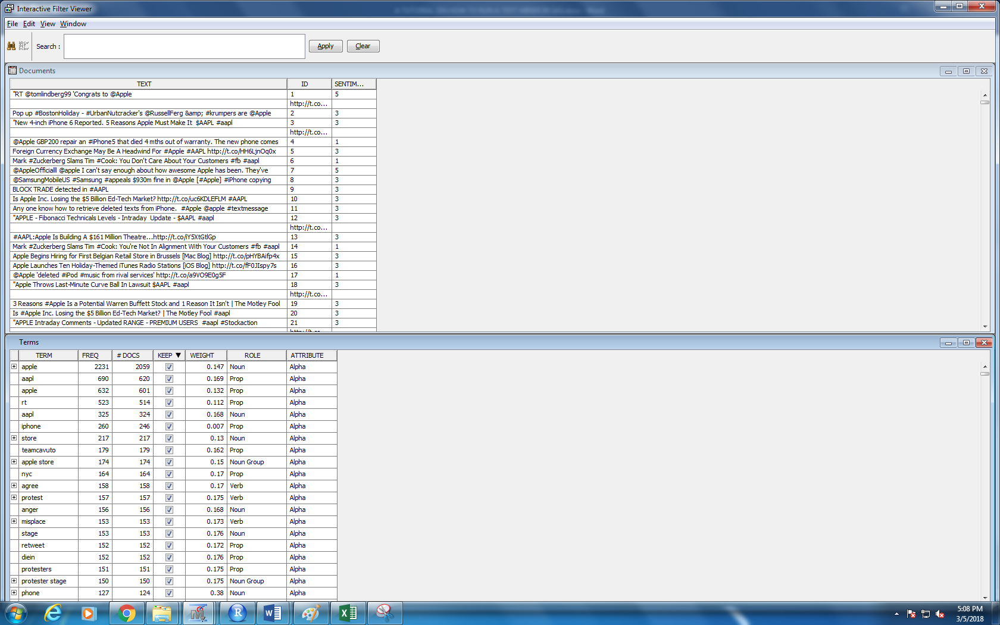 Interactive Filter Viewer
File Edit View Window
Search : Apply Clear
Documents
TEXT ID SENTIM...
"RT @tomlindberg99 'Congrats to @Apple 1 5
http://t.co...
Pop up #BostonHoliday - #UrbanNutcracker's @RussellFerg &amp; #krumpers are @Apple 2 3
"New 4-inch iPhone 6 Reported. 5 Reasons Apple Must Make It $AAPL #aapl 3 3
http://t.co...
@Apple GBP200 repair an #iPhone5 that died 4 mths out of warranty. The new phone comes 4 1
Foreign Currency Exchange May Be A Headwind For #Apple #AAPL http://t.co/HH6LjnOq0x 5 3
Mark #Zuckerberg Slams Tim #Cook: You Don't Care About Your Customers #fb #aapl 6 1
@AppleOfficialll @apple I can't say enough about how awesome Apple has been. They've 7 5
@SamsungMobileUS #Samsung #appeals $930m fine in @Apple [#Apple] #iPhone copying 8 3
BLOCK TRADE detected in #AAPL 9 3
Is Apple Inc. Losing the $5 Billion Ed-Tech Market? http://t.co/uc6KDLEFLM #AAPL 10 3
Any one know how to retrieve deleted texts from iPhone. #Apple @apple #textmessage 11 3
"APPLE - Fibonacci Technicals Levels - Intraday Update - $AAPL #aapl 12 3
http://t.co...
#AAPL:Apple Is Building A $161 Million Theatre...http://t.co/iY5XtGtlGp 13 3
Mark #Zuckerberg Slams Tim #Cook: You're Not In Alignment With Your Customers #fb #aapl 14 1
Apple Begins Hiring for First Belgian Retail Store in Brussels [Mac Blog] http://t.co/pHYBAifp4x 15 3
Apple Launches Ten Holiday-Themed iTunes Radio Stations [iOS Blog] http://t.co/fF0JIspy7s 16 3
@Apple 'deleted #iPod #music from rival services' http://t.co/a9VO9E0g5F 17 1
"Apple Throws Last-Minute Curve Ball In Lawsuit $AAPL #aapl 18 3
http://t.co...
3 Reasons #Apple Is a Potential Warren Buffett Stock and 1 Reason It Isn't | The Motley Fool 19 3
Is #Apple Inc. Losing the $5 Billion Ed-Tech Market? | The Motley Fool #aapl 20 3
"APPLE Intraday Comments - Updated RANGE - PREMIUM USERS #aapl #Stockaction 21 3
Terms
TERM FREQ # DOCS KEEP ▼ WEIGHT ROLE ATTRIBUTE
apple 2231 2059 0.147 Noun Alpha
aapl 690 620 0.169 Prop Alpha
apple 632 601 0.132 Prop Alpha
rt 523 514 0.112 Prop Alpha
aapl 325 324 0.168 Noun Alpha
iphone 260 246 0.007 Prop Alpha
store 217 217 0.13 Noun Alpha
teamcavuto 179 179 0.162 Prop Alpha
apple store 174 174 0.15 Noun Group Alpha
nyc 164 164 0.17 Prop Alpha
agree 158 158 0.17 Verb Alpha
protest 157 157 0.175 Verb Alpha
anger 156 156 0.168 Noun Alpha
misplace 153 153 0.173 Verb Alpha
stage 153 153 0.176 Noun Alpha
retweet 152 152 0.172 Prop Alpha
diein 152 152 0.176 Prop Alpha
protesters 151 151 0.175 Prop Alpha
protester stage 150 150 0.175 Noun Group Alpha
phone 127 124 0.38 Noun Alpha
5:08 PM
3/5/2018